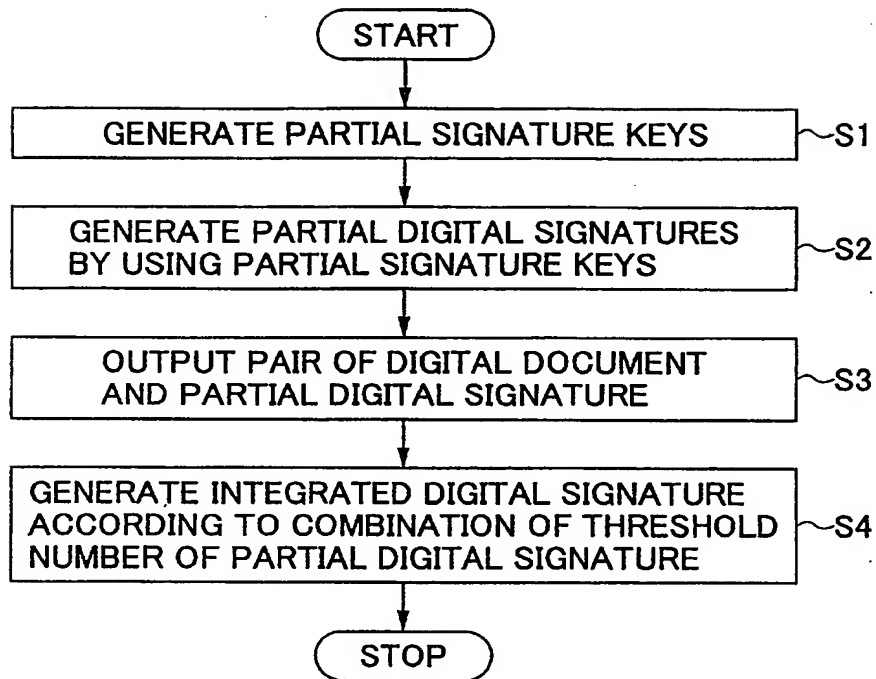 START
GENERATE PARTIAL SIGNATURE KEYS
S1
GENERATE PARTIAL DIGITAL SIGNATURES
BY USING PARTIAL SIGNATURE KEYS
S2
OUTPUT PAIR OF DIGITAL DOCUMENT
AND PARTIAL DIGITAL SIGNATURE
S3
GENERATE INTEGRATED DIGITAL SIGNATURE
ACCORDING TO COMBINATION OF THRESHOLD
NUMBER OF PARTIAL DIGITAL SIGNATURE
S4
STOP